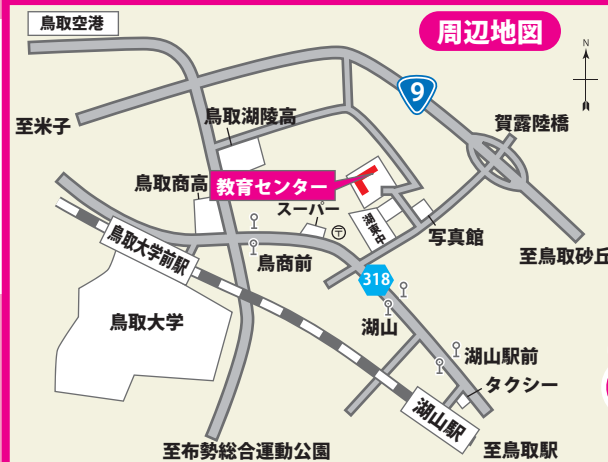 鳥取空港
周辺地図
N
9
至米子
鳥取湖陵高
賀露陸橋
鳥取商高
教育センター
スーパー
〒
湖東中
写真館
鳥取大学前駅
鳥商前
至鳥取砂丘
318
鳥取大学
湖山
湖山駅前
タクシー
湖山駅
至布勢総合運動公園
至鳥取駅